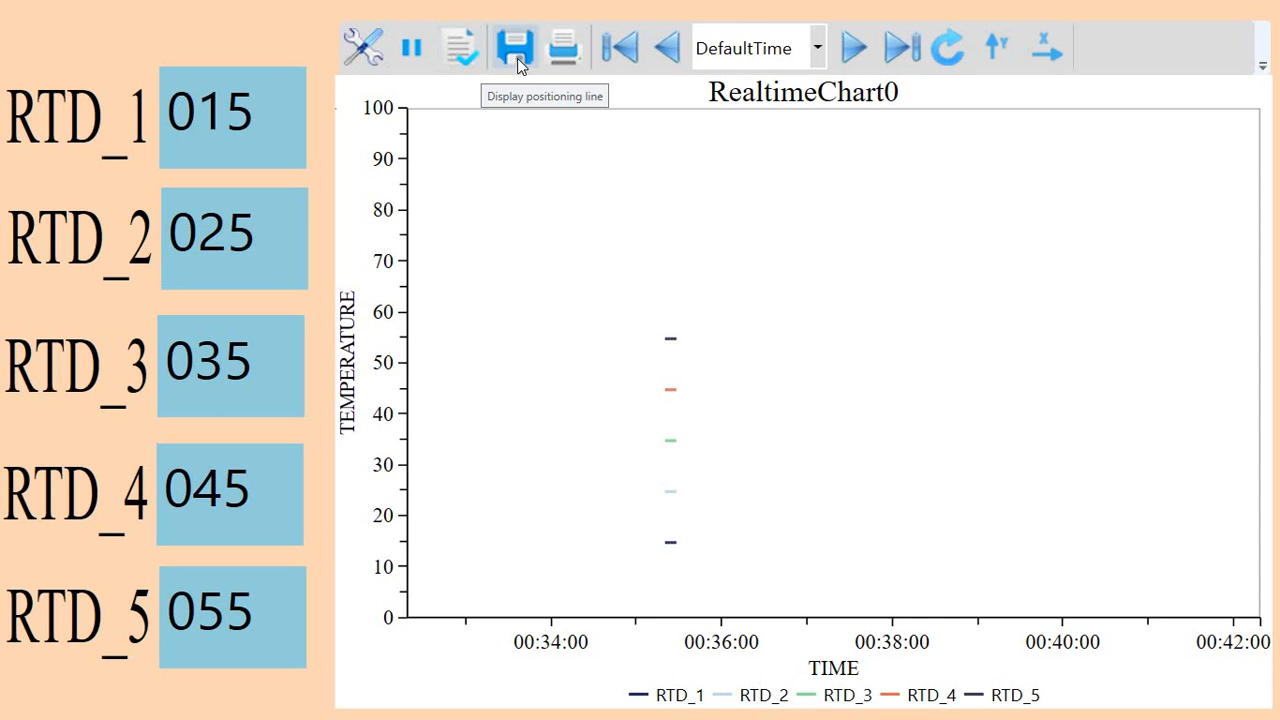 RTD_1 015
RTD_2 025
RTD_3 035
RTD_4 045
RTD_5 055
DefaultTime
Y
X
Display positioning line
RealtimeChart0
100
90
80
70
60
50
40
30
20
10
0
TEMPERATURE
00:34:00 00:36:00 00:38:00 00:40:00 00:42:00
TIME
RTD_1 RTD_2 RTD_3 RTD_4 RTD_5